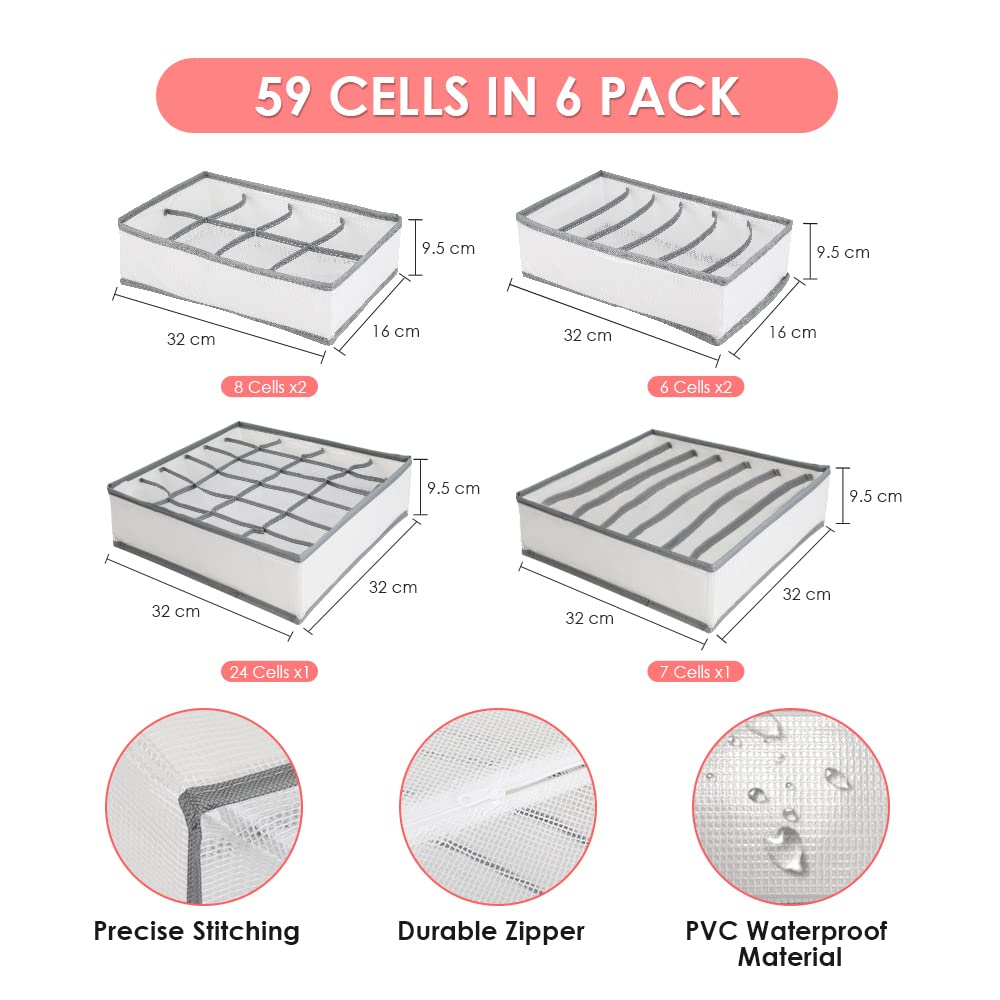 59 CELLS IN 6 PACK
9.5 cm
32 cm
16 cm
8 Cells x2
9.5 cm
32 cm
16 cm
6 Cells x2
9.5 cm
32 cm
32 cm
24 Cells x1
9.5 cm
32 cm
32 cm
7 Cells x1
Precise Stitching
Durable Zipper
PVC Waterproof
Material